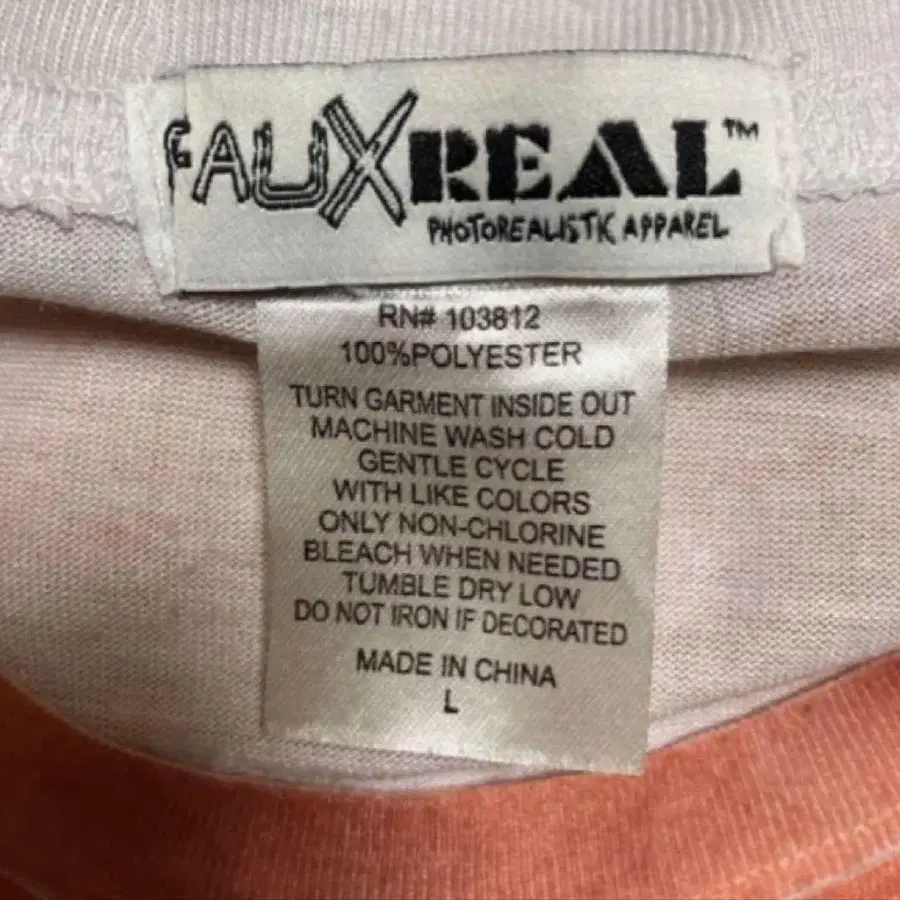 FAUXREAL™
PHOTOREALISTIC APPAREL
RN# 103812
100%POLYESTER
TURN GARMENT INSIDE OUT
MACHINE WASH COLD
GENTLE CYCLE
WITH LIKE COLORS
ONLY NON-CHLORINE
BLEACH WHEN NEEDED
TUMBLE DRY LOW
DO NOT IRON IF DECORATED
MADE IN CHINA
L